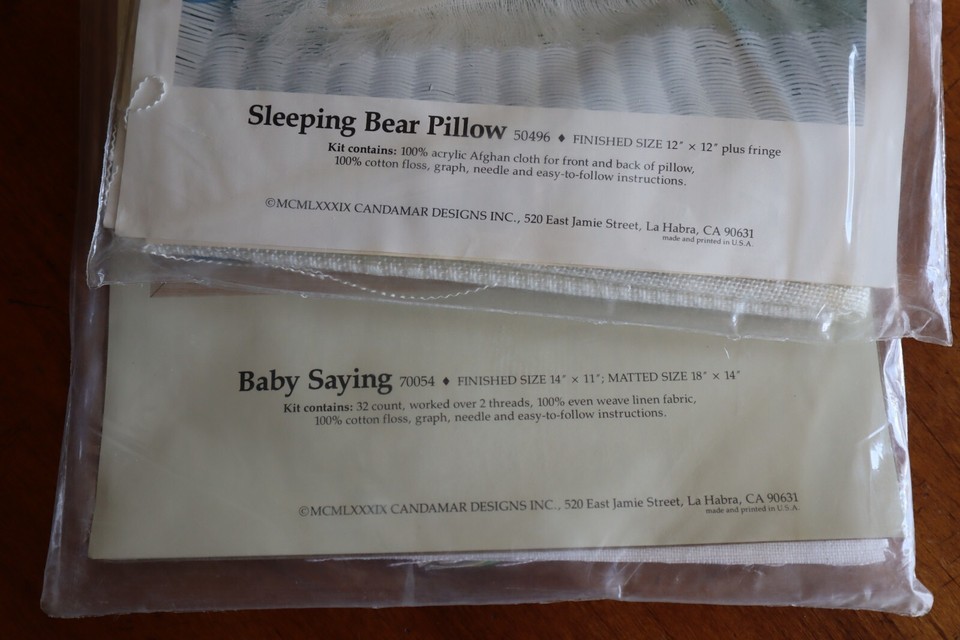 Sleeping Bear Pillow 50496 ♦ FINISHED SIZE 12" × 12" plus fringe
Kit contains: 100% acrylic Afghan cloth for front and back of pillow,
100% cotton floss, graph, needle and easy-to-follow instructions.
©MCMLXXXIX CANDAMAR DESIGNS INC., 520 East Jamie Street, La Habra, CA 90631
made and printed in U.S.A.
Baby Saying 70054 ♦ FINISHED SIZE 14" × 11"; MATTED SIZE 18" × 14"
Kit contains: 32 count, worked over 2 threads, 100% even weave linen fabric,
100% cotton floss, graph, needle and easy-to-follow instructions.
©MCMLXXXIX CANDAMAR DESIGNS INC., 520 East Jamie Street, La Habra, CA 90631
made and printed in U.S.A.